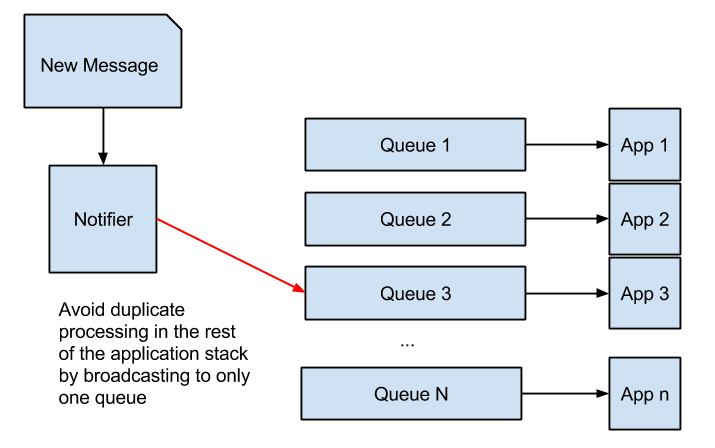 New Message
Notifier
Avoid duplicate
processing in the rest
of the application stack
by broadcasting to only
one queue
Queue 1
App 1
Queue 2
App 2
Queue 3
App 3
...
Queue N
App n